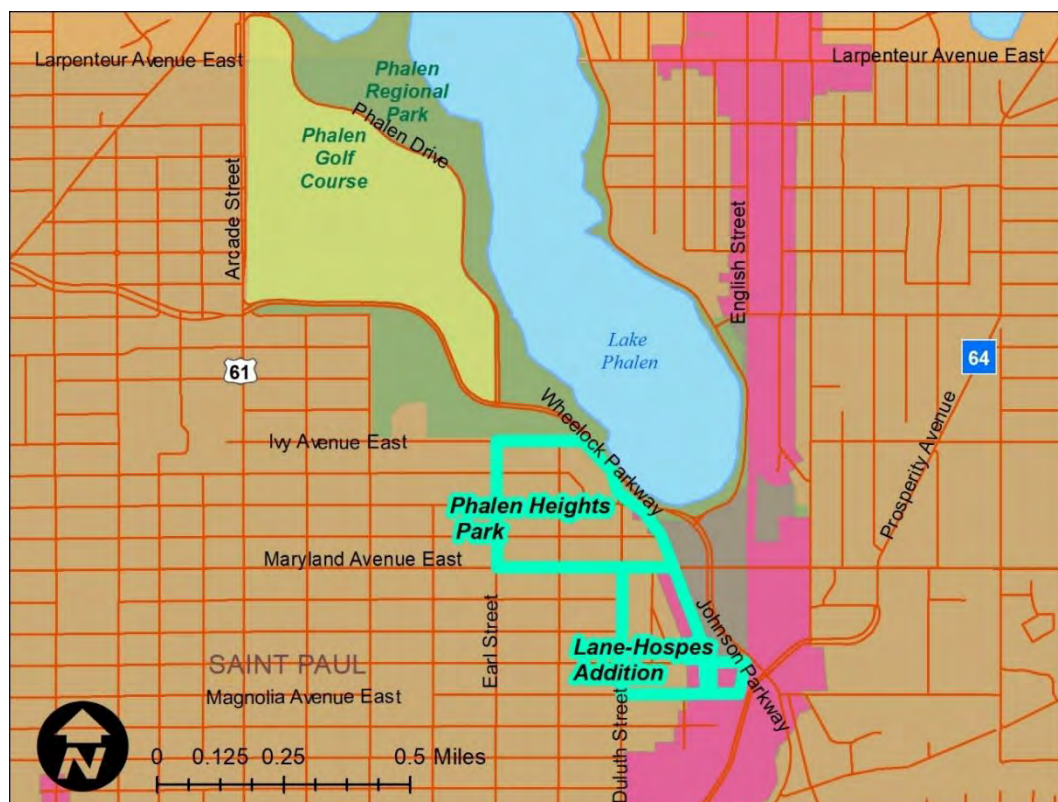 Larpenteur Avenue East
Larpenteur Avenue East
Phalen
Regional
Park
Phalen Drive
Phalen
Golf
Course
Arcade Street
English Street
Lake
Phalen
61
64
Wheelock Parkway
Ivy Avenue East
Prosperity Avenue
Phalen Heights
Park
Maryland Avenue East
Johnson Parkway
Earl Street
Lane-Hospes
Addition
SAINT PAUL
Magnolia Avenue East
Duluth Street
N
0 0.125 0.25 0.5 Miles